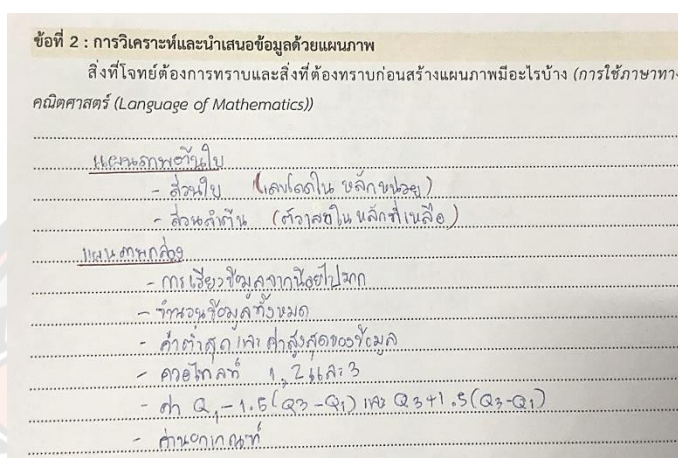 ข้อที่ 2 : การวิเคราะห์และนำเสนอข้อมูลด้วยแผนภาพ
สิ่งที่โจทย์ต้องการทราบและสิ่งที่ต้องทราบก่อนสร้างแผนภาพมีอะไรบ้าง (การใช้ภาษาทาง
คณิตศาสตร์ (Language of Mathematics))
แผนภาพต้นใบ
- ส่วนใบ (เลขโดดในหลักหน่วย)
- ส่วนลำต้น (ตัวเลขในหลักที่เหลือ)
แผนภาพกล่อง
- การเรียงข้อมูลจากน้อยไปมาก
- จำนวนข้อมูลทั้งหมด
- ค่าต่ำสุด และ ค่าสูงสุดของข้อมูล
- ควอไทลที่ 1, 2 และ 3
- ค่า Q1 - 1.5(Q3-Q1) และ Q3+1.5(Q3-Q1)
- ค่านอกเกณฑ์